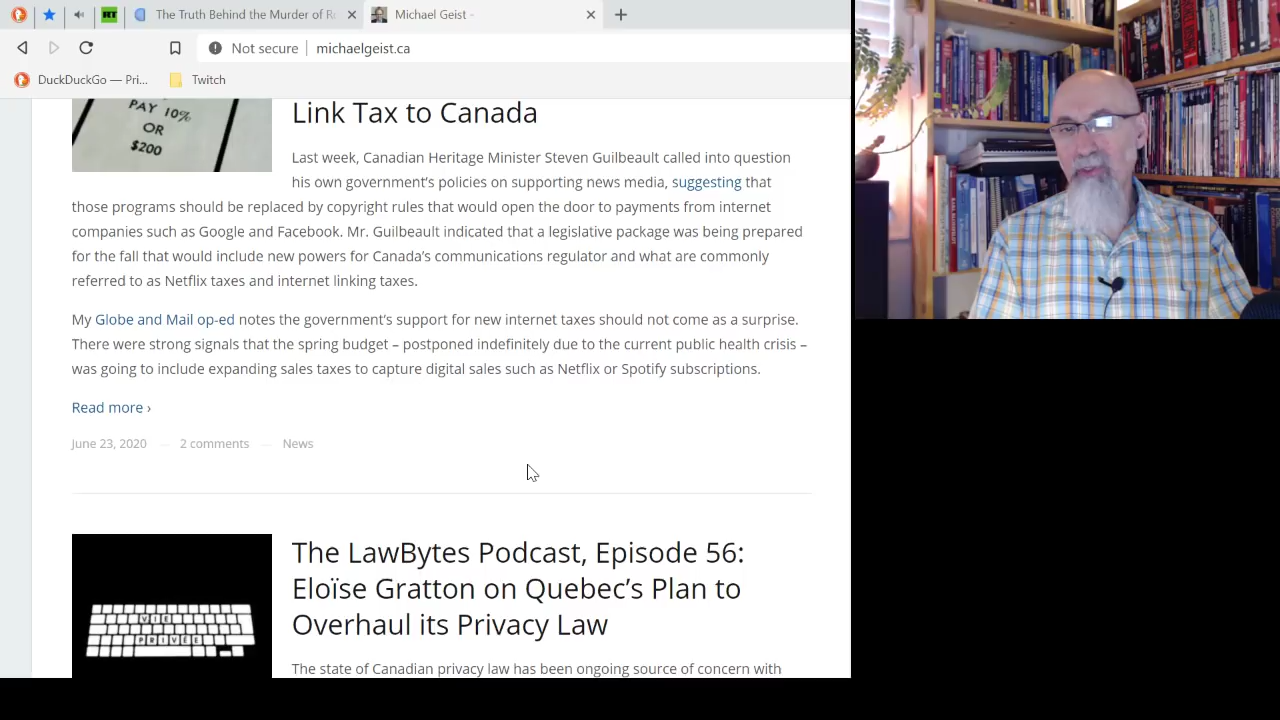 RT
The Truth Behind the Murder of R
Michael Geist -
Not secure
michaelgeist.ca
DuckDuckGo — Pri...
Twitch
PAY 10%
OR
$200
Link Tax to Canada
Last week, Canadian Heritage Minister Steven Guilbeault called into question
his own government's policies on supporting news media, suggesting that
those programs should be replaced by copyright rules that would open the door to payments from internet
companies such as Google and Facebook. Mr. Guilbeault indicated that a legislative package was being prepared
for the fall that would include new powers for Canada's communications regulator and what are commonly
referred to as Netflix taxes and internet linking taxes.
My Globe and Mail op-ed notes the government's support for new internet taxes should not come as a surprise.
There were strong signals that the spring budget – postponed indefinitely due to the current public health crisis –
was going to include expanding sales taxes to capture digital sales such as Netflix or Spotify subscriptions.
Read more ›
June 23, 2020 — 2 comments — News
VIE
PRIVÉE
The LawBytes Podcast, Episode 56:
Eloïse Gratton on Quebec's Plan to
Overhaul its Privacy Law
The state of Canadian privacy law has been ongoing source of concern with